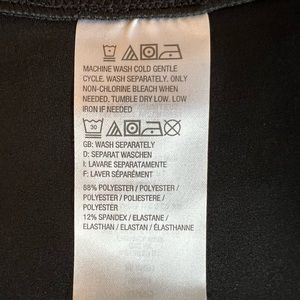 MACHINE WASH COLD GENTLE
CYCLE. WASH SEPARATELY. ONLY
NON-CHLORINE BLEACH WHEN
NEEDED. TUMBLE DRY LOW. LOW
IRON IF NEEDED
30
GB: WASH SEPARATELY
D: SEPARAT WASCHEN
I: LAVARE SEPARATAMENTE
F: LAVER SÉPARÉMENT
88% POLYESTER / POLYESTER /
POLYESTER / POLIESTERE /
POLYESTER
12% SPANDEX / ELASTANE /
ELASTHAN / ELASTAN / ÉLASTHANNE